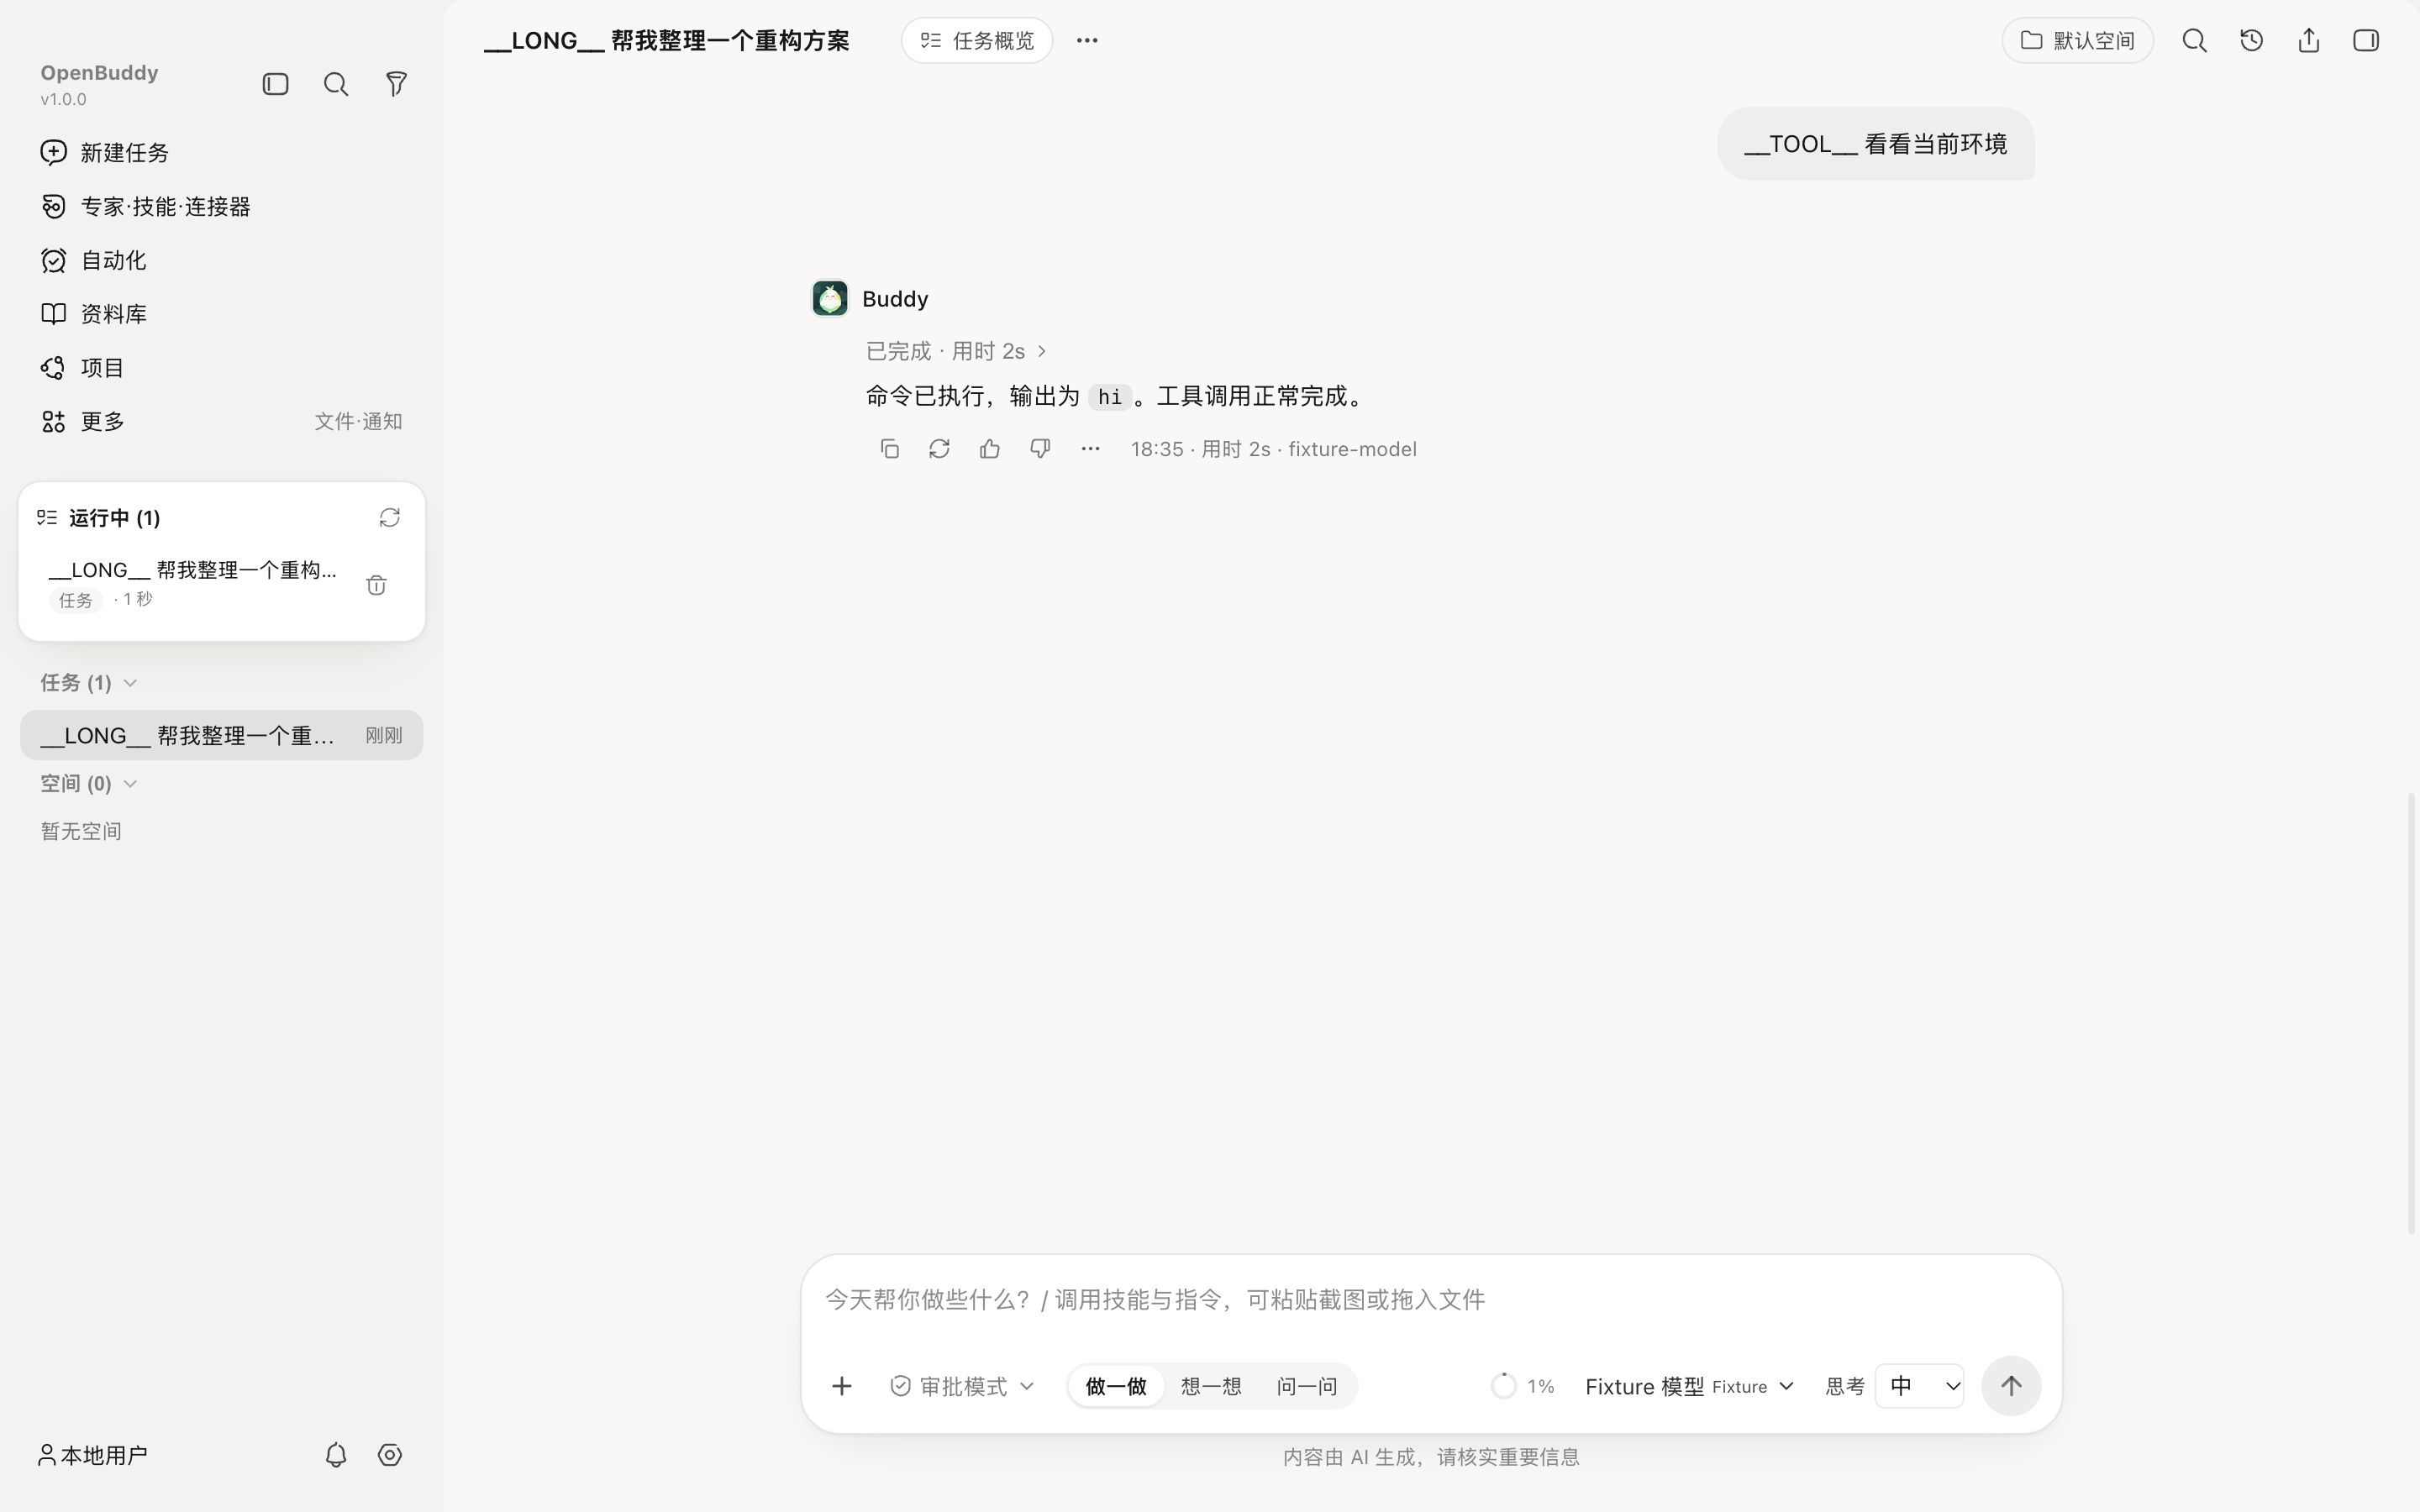 OpenBuddy
v1.0.0
新建任务
专家·技能·连接器
自动化
资料库
项目
更多 文件·通知
运行中 (1)
__LONG__ 帮我整理一个重构...
任务 · 1 秒
任务 (1)
__LONG__ 帮我整理一个重... 刚刚
空间 (0)
暂无空间
本地用户
__LONG__ 帮我整理一个重构方案 任务概览 默认空间
__TOOL__ 看看当前环境
Buddy
已完成 · 用时 2s
命令已执行，输出为 hi 。工具调用正常完成。
18:35 · 用时 2s · fixture-model
今天帮你做些什么？/ 调用技能与指令，可粘贴截图或拖入文件
审批模式 做一做 想一想 问一问 1% Fixture 模型 Fixture 思考 中
内容由 AI 生成，请核实重要信息